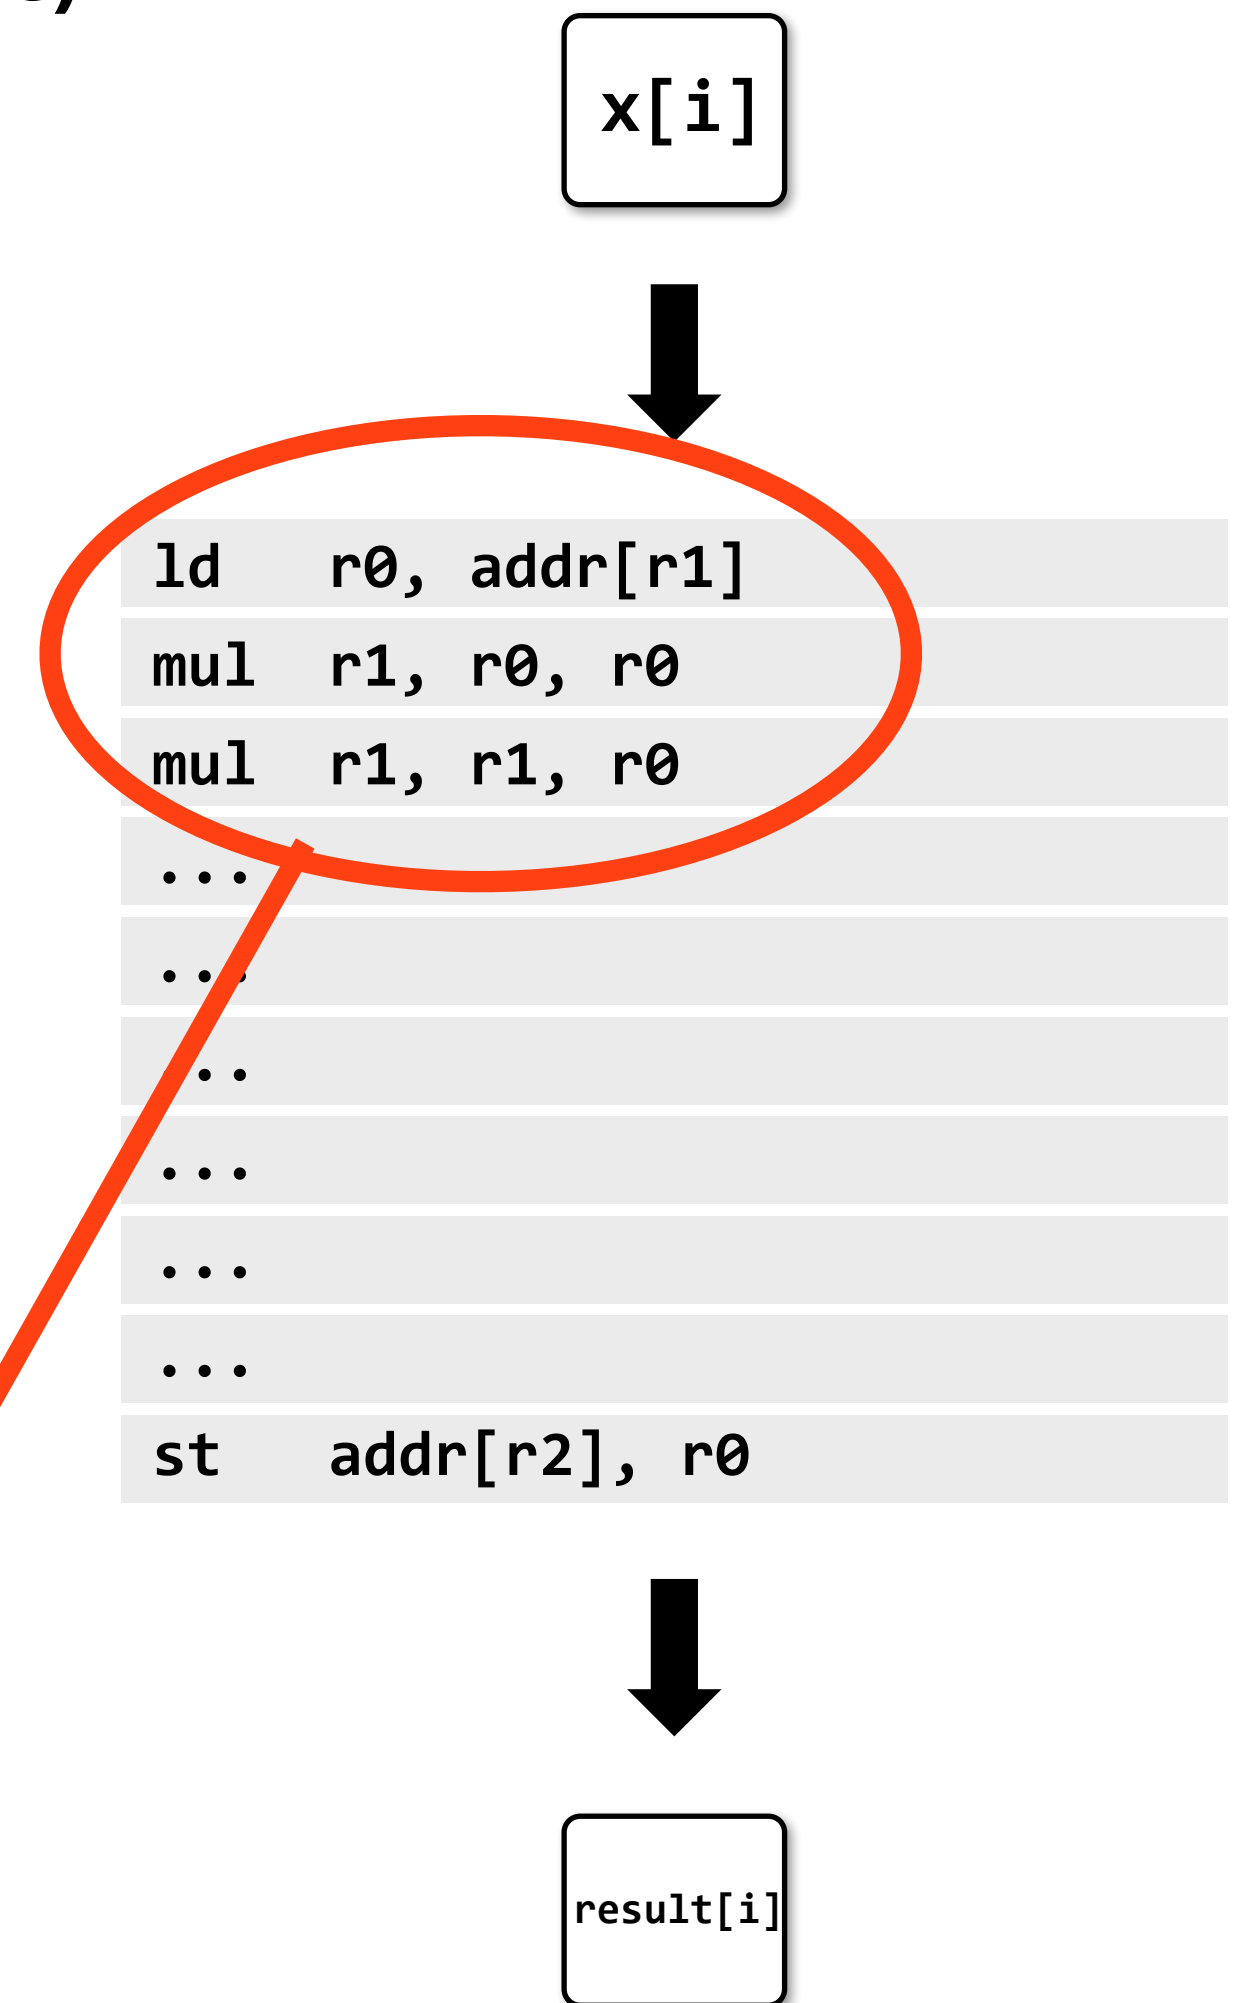 x[i]
ld r0, addr[r1]
mul r1, r0, r0
mul r1, r1, r0
...
...
...
...
...
...
st addr[r2], r0
result[i]